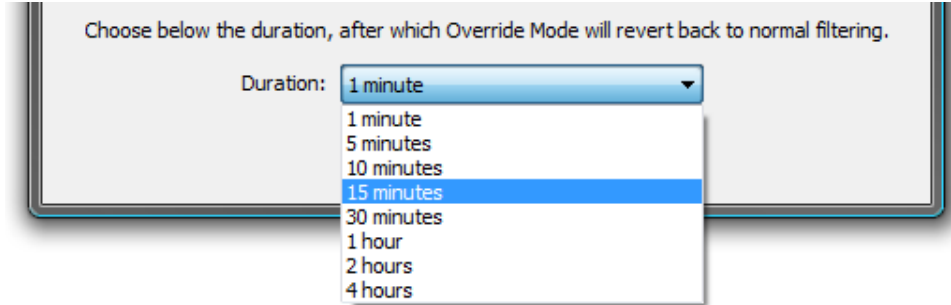 Choose below the duration, after which Override Mode will revert back to normal filtering.
Duration: 1 minute
1 minute
5 minutes
10 minutes
15 minutes
30 minutes
1 hour
2 hours
4 hours